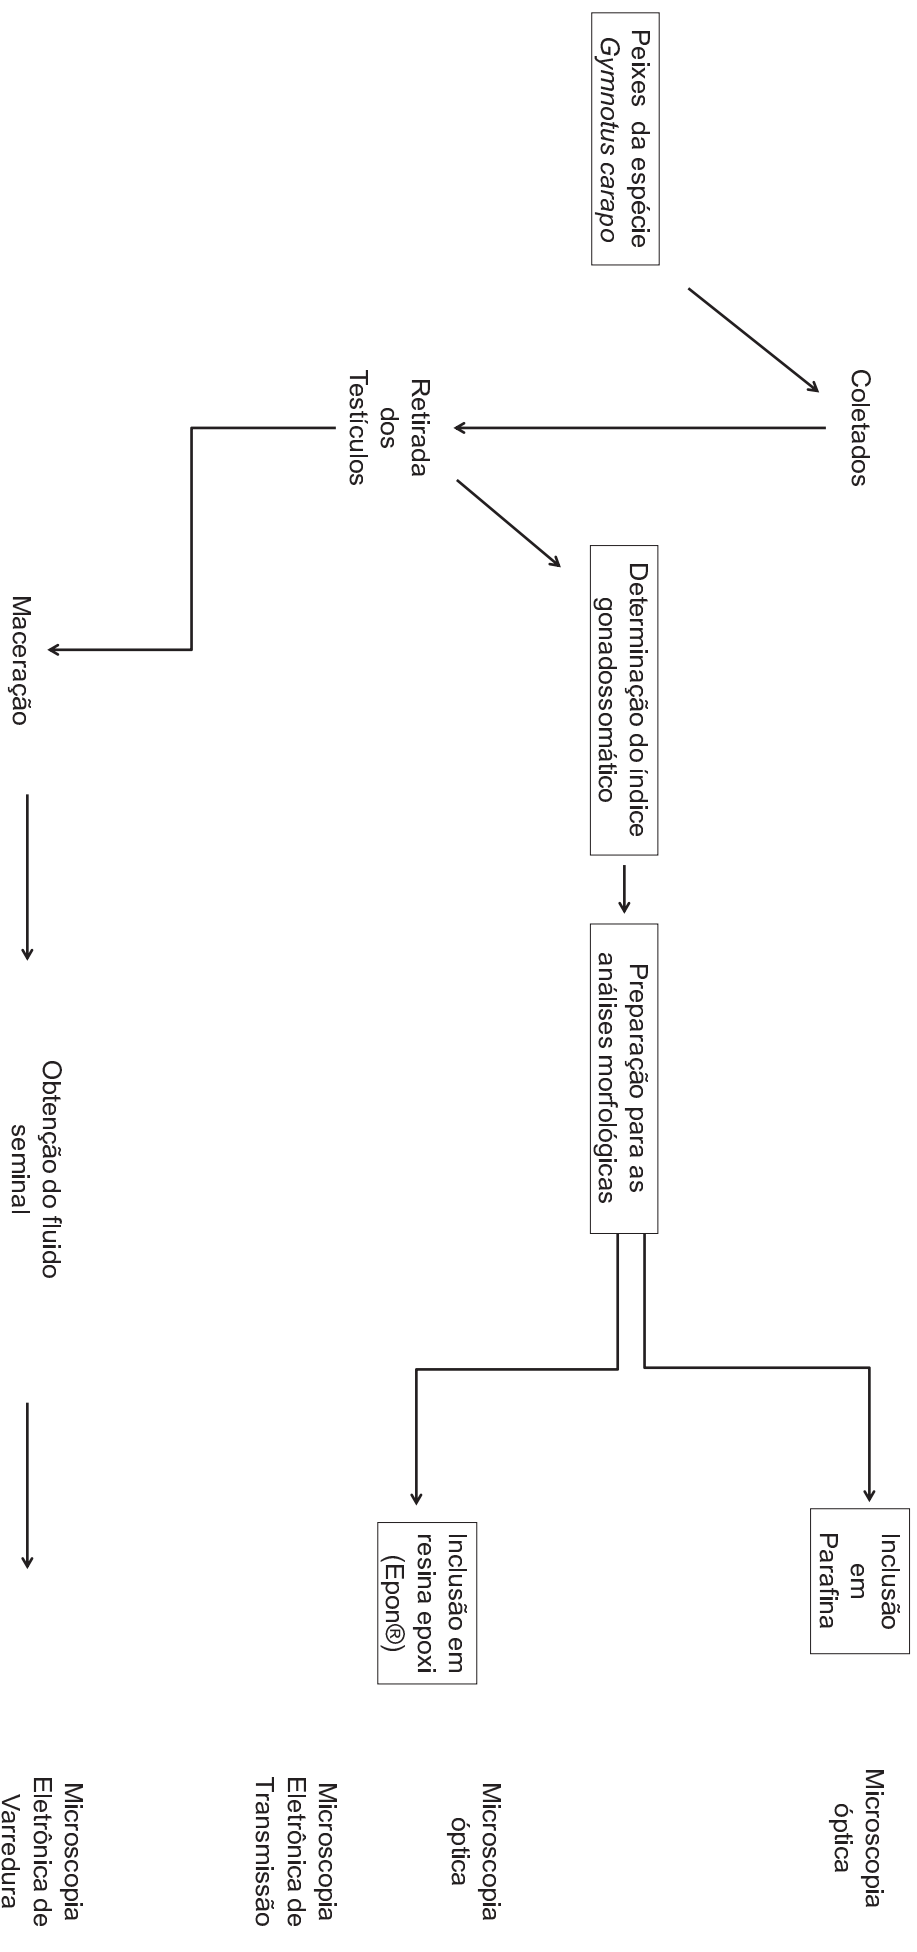 Peixes da espécie
Gymnotus carapo
Coletados
Retirada
dos
Testículos
Determinação do índice
gonadossomático
Preparação para as
análises morfológicas
Inclusão
em
Parafina
Microscopia
óptica
Inclusão em
resina epoxi
(Epon®)
Microscopia
óptica
Microscopia
Eletrônica de
Transmissão
Maceração
Obtenção do fluido
seminal
Microscopia
Eletrônica de
Varredura